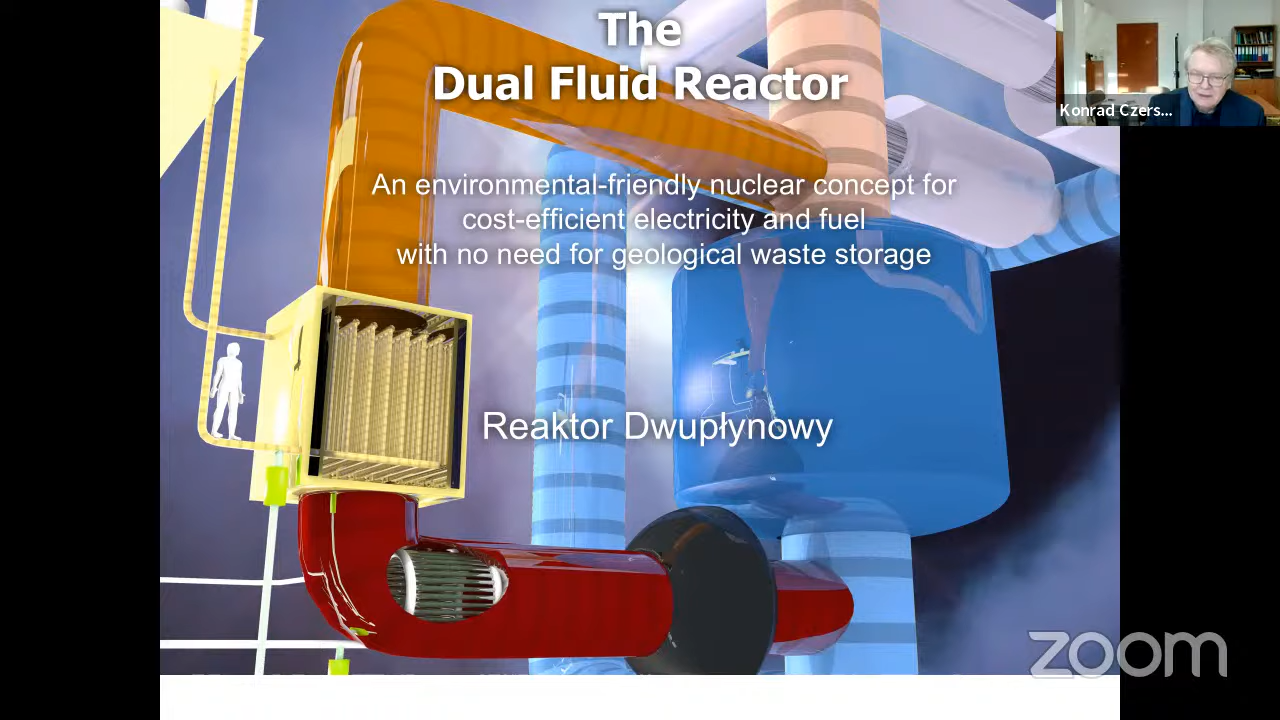 The
Dual Fluid Reactor
Konrad Czers...
An environmental-friendly nuclear concept for
cost-efficient electricity and fuel
with no need for geological waste storage
Reaktor Dwupłynowy
zoom